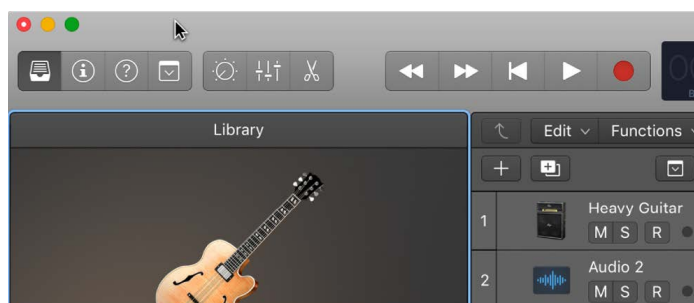 Library
Edit Functions
1 Heavy Guitar
M S R
2 Audio 2
M S R